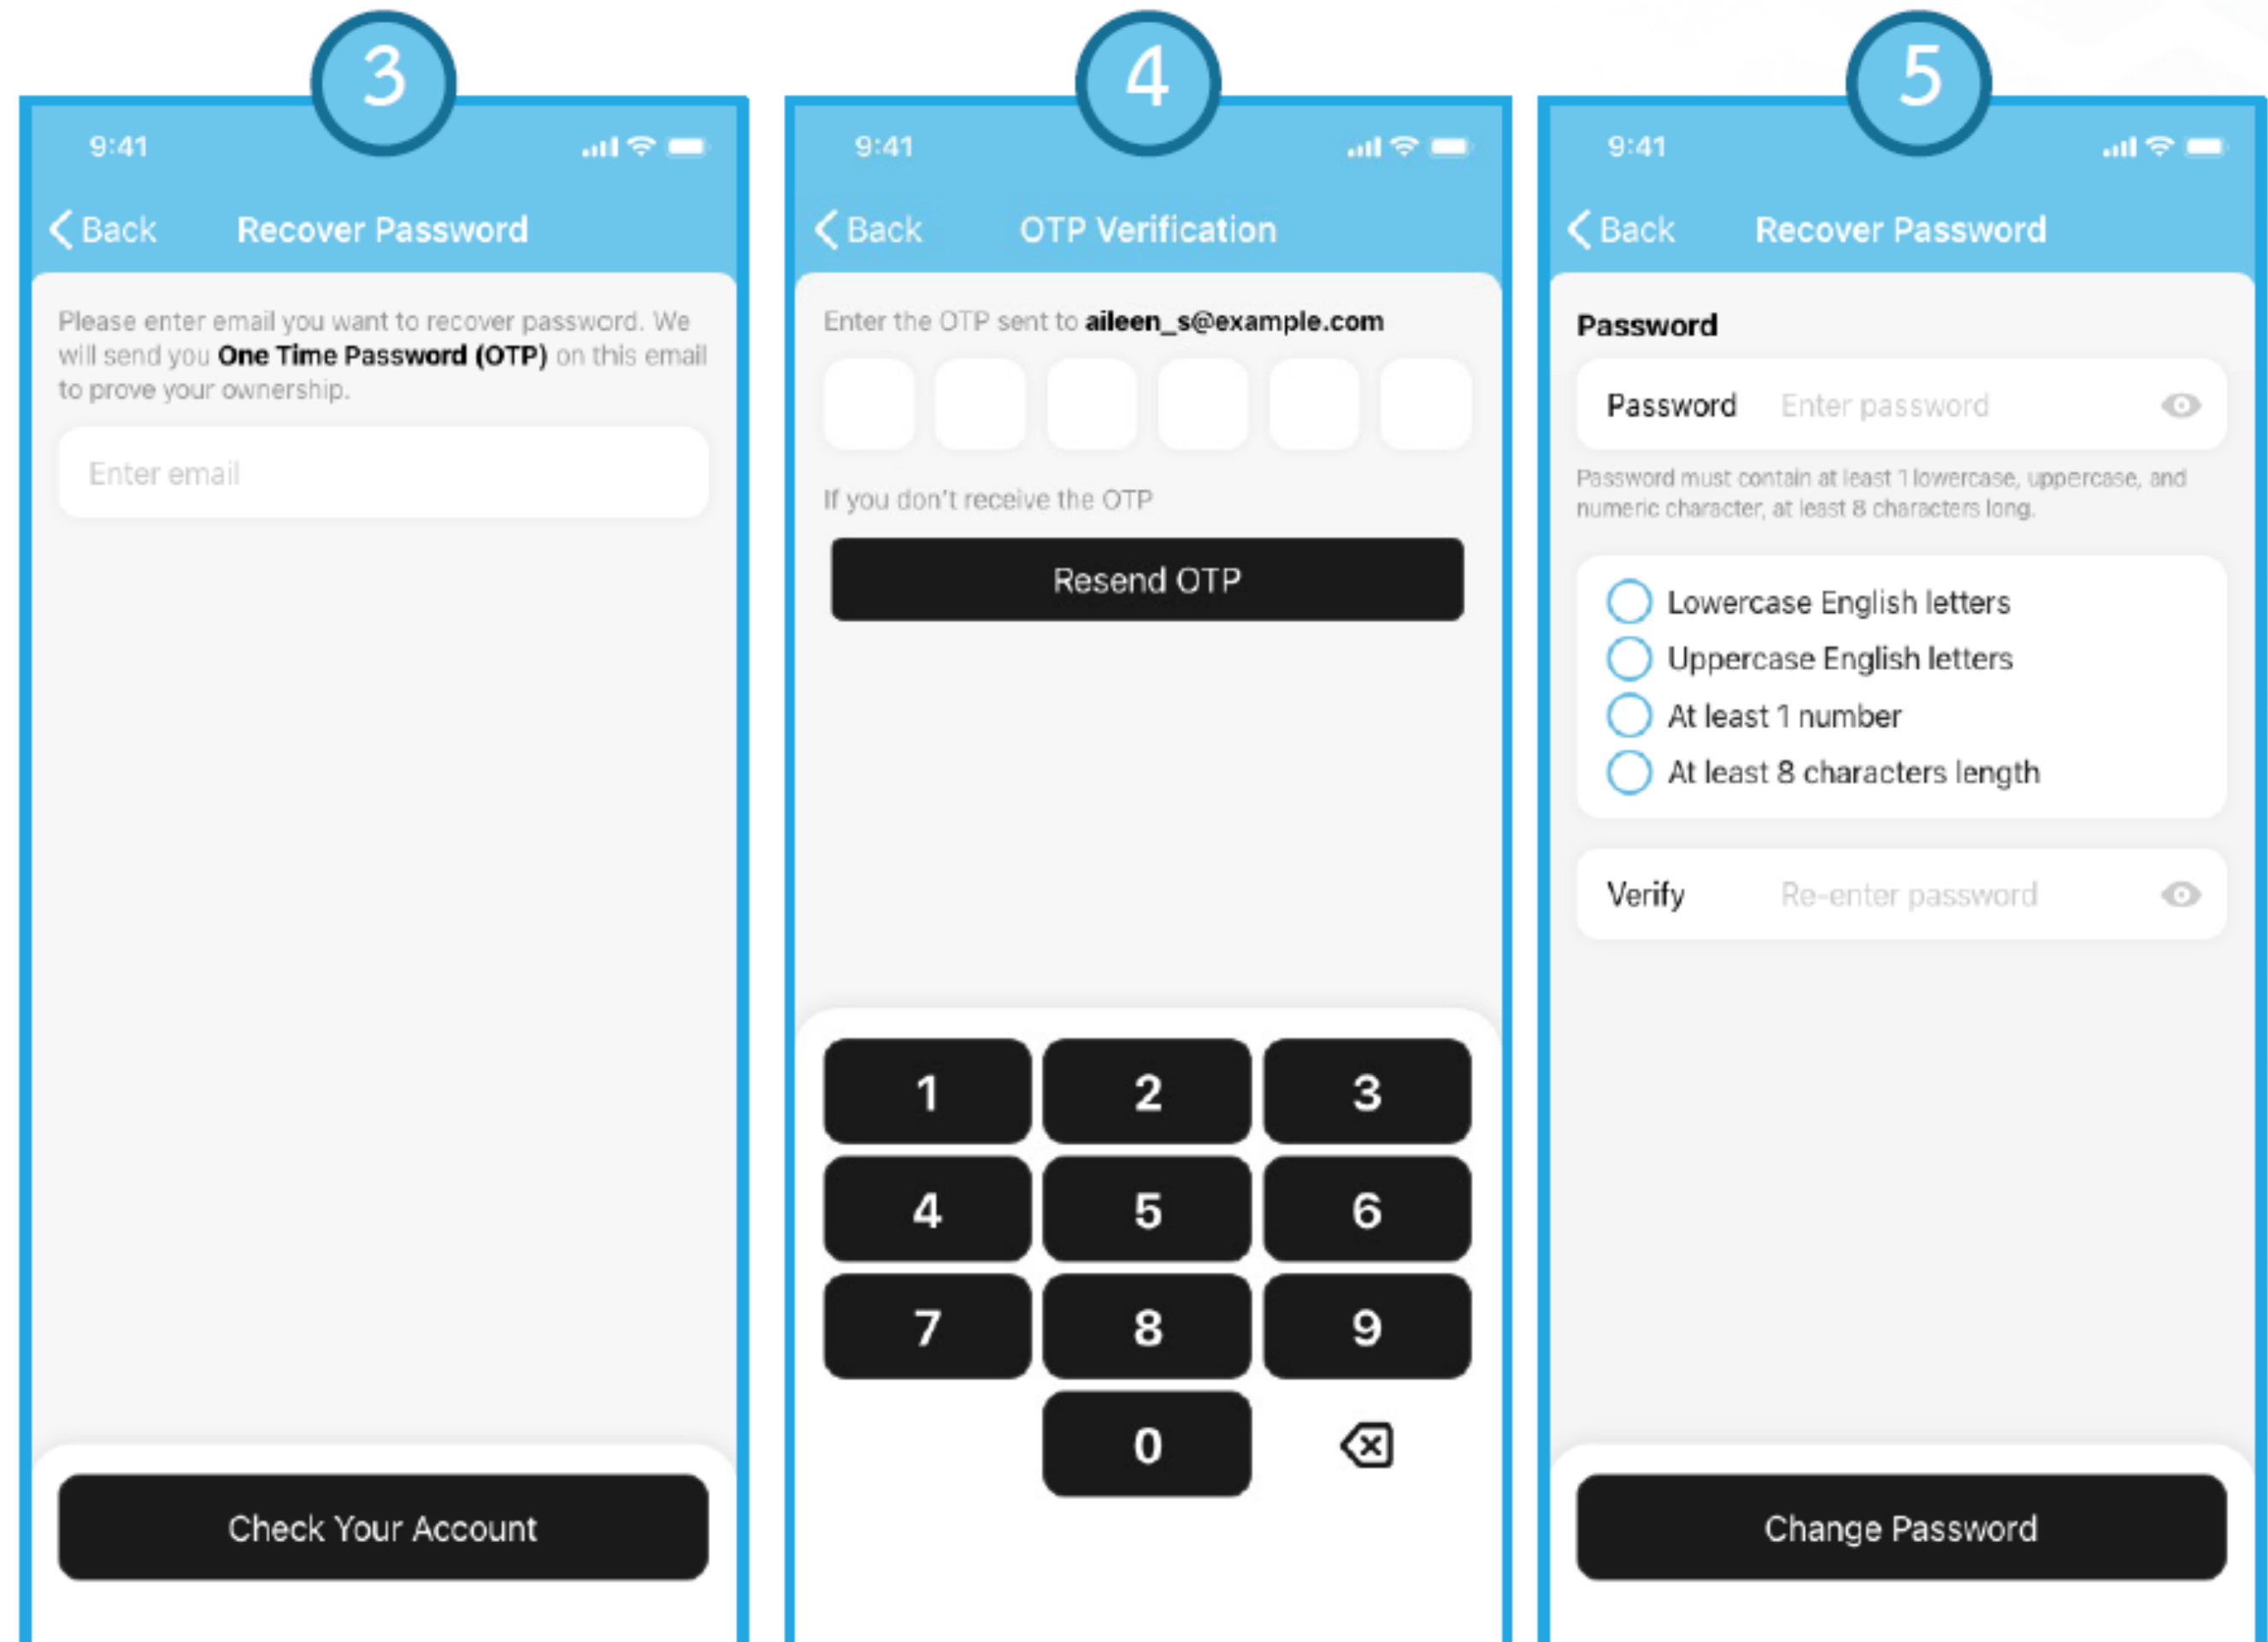 3
9:41
Back
Recover Password
Please enter email you want to recover password. We
will send you One Time Password (OTP) on this email
to prove your ownership.
Enter email
Check Your Account
4
9:41
Back
OTP Verification
Enter the OTP sent to aileen_s@example.com
If you don't receive the OTP
Resend OTP
1 2 3
4 5 6
7 8 9
0
5
9:41
Back
Recover Password
Password
Password Enter password
Password must contain at least 1 lowercase, uppercase, and
numeric character, at least 8 characters long.
Lowercase English letters
Uppercase English letters
At least 1 number
At least 8 characters length
Verify Re-enter password
Change Password